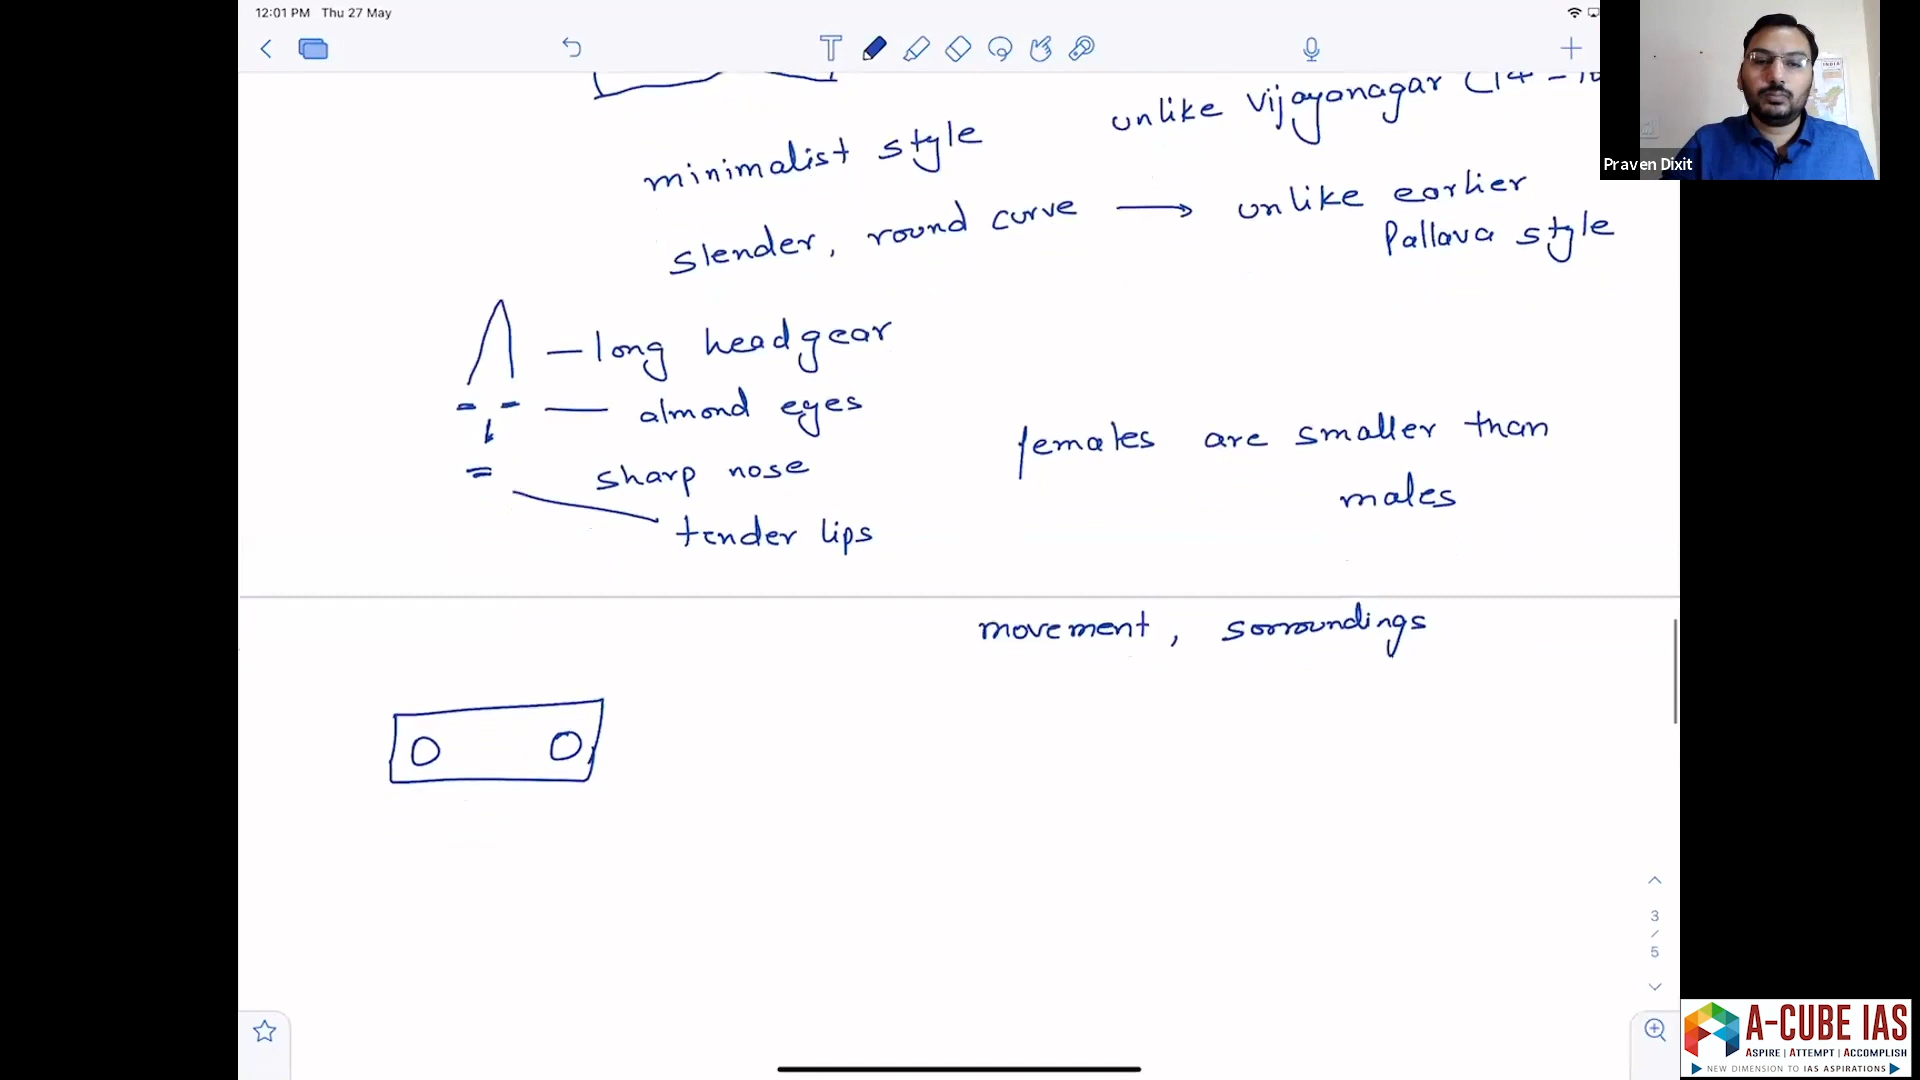 12:01 PM Thu 27 May
T
Praven Dixit
unlike Vijayanagar (14-
minimalist style
slender, round curve → unlike earlier
Pallava style
— long headgear
— almond eyes
sharp nose
tender lips
females are smaller than
males
movement, sorroundings
3
/
5
A-CUBE IAS
ASPIRE | ATTEMPT | ACCOMPLISH
NEW DIMENSION TO IAS ASPIRATIONS